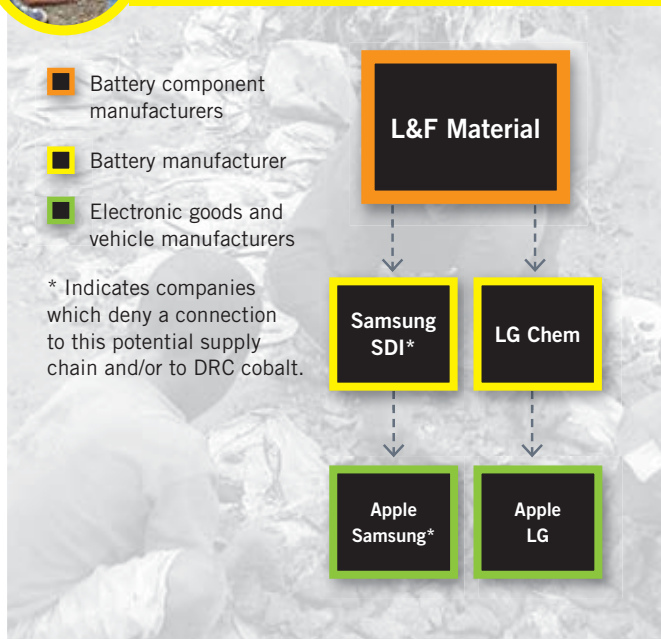 Battery component
manufacturers
Battery manufacturer
Electronic goods and
vehicle manufacturers
* Indicates companies
which deny a connection
to this potential supply
chain and/or to DRC cobalt.
L&F Material
Samsung
SDI*
LG Chem
Apple
Samsung*
Apple
LG